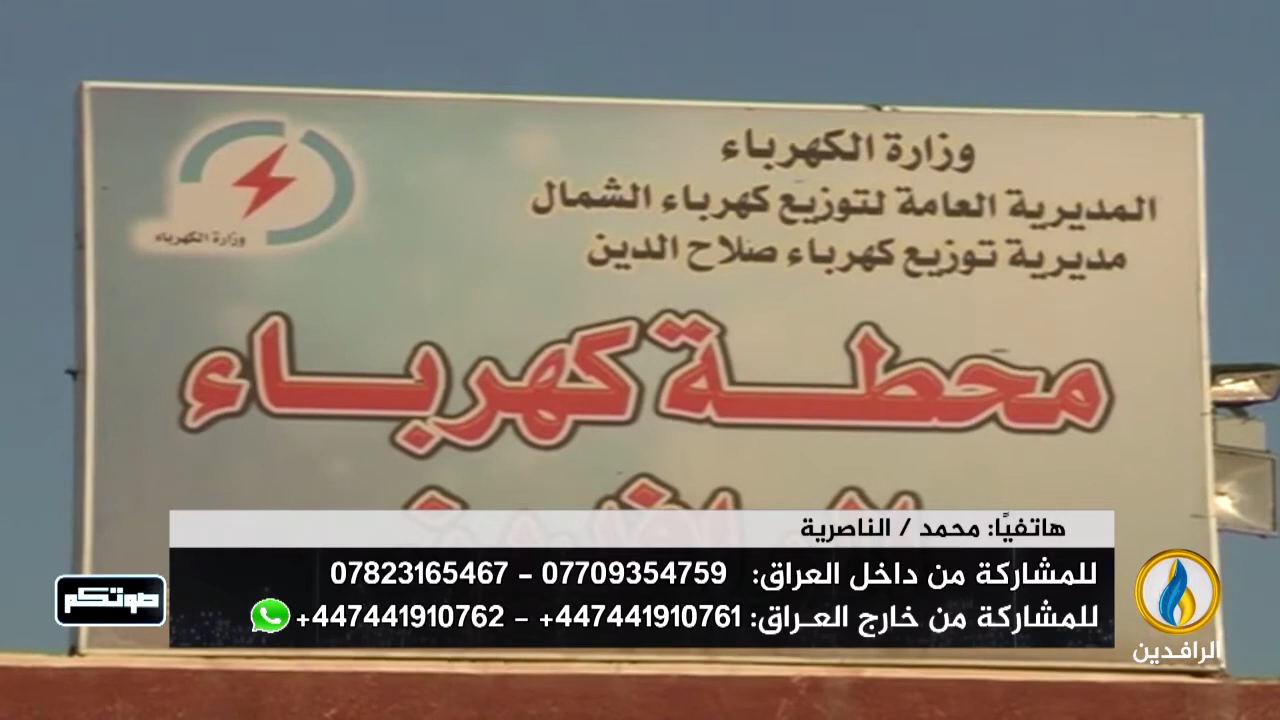 وزارة الكهرباء
المديرية العامة لتوزيع كهرباء الشمال
مديرية توزيع كهرباء صلاح الدين
وزارة الكهرباء
محطة كهرباء
هاتفيًا: محمد / الناصرية
للمشاركة من داخل العراق: 07709354759 - 07823165467
للمشاركة من خارج العراق: 447441910761+ - 447441910762+
صوتكم
الرافدين